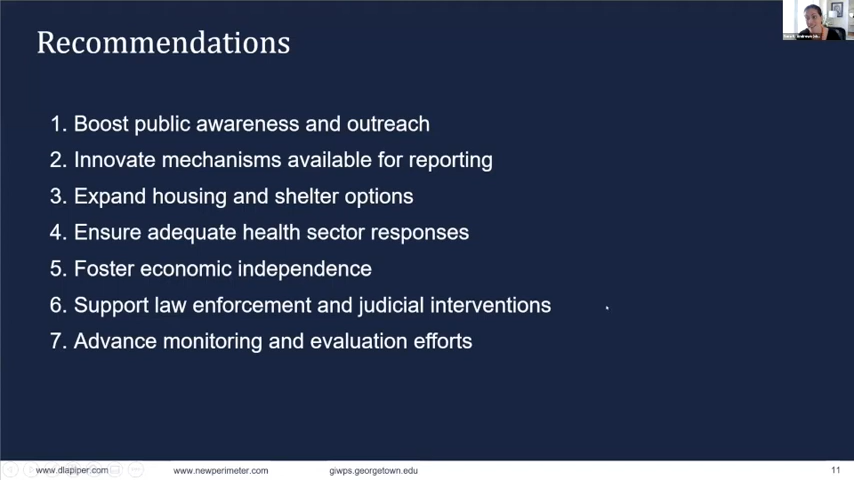 Recommendations
1. Boost public awareness and outreach
2. Innovate mechanisms available for reporting
3. Expand housing and shelter options
4. Ensure adequate health sector responses
5. Foster economic independence
6. Support law enforcement and judicial interventions
7. Advance monitoring and evaluation efforts
www.dlapiper.com www.newperimeter.com giwps.georgetown.edu 11